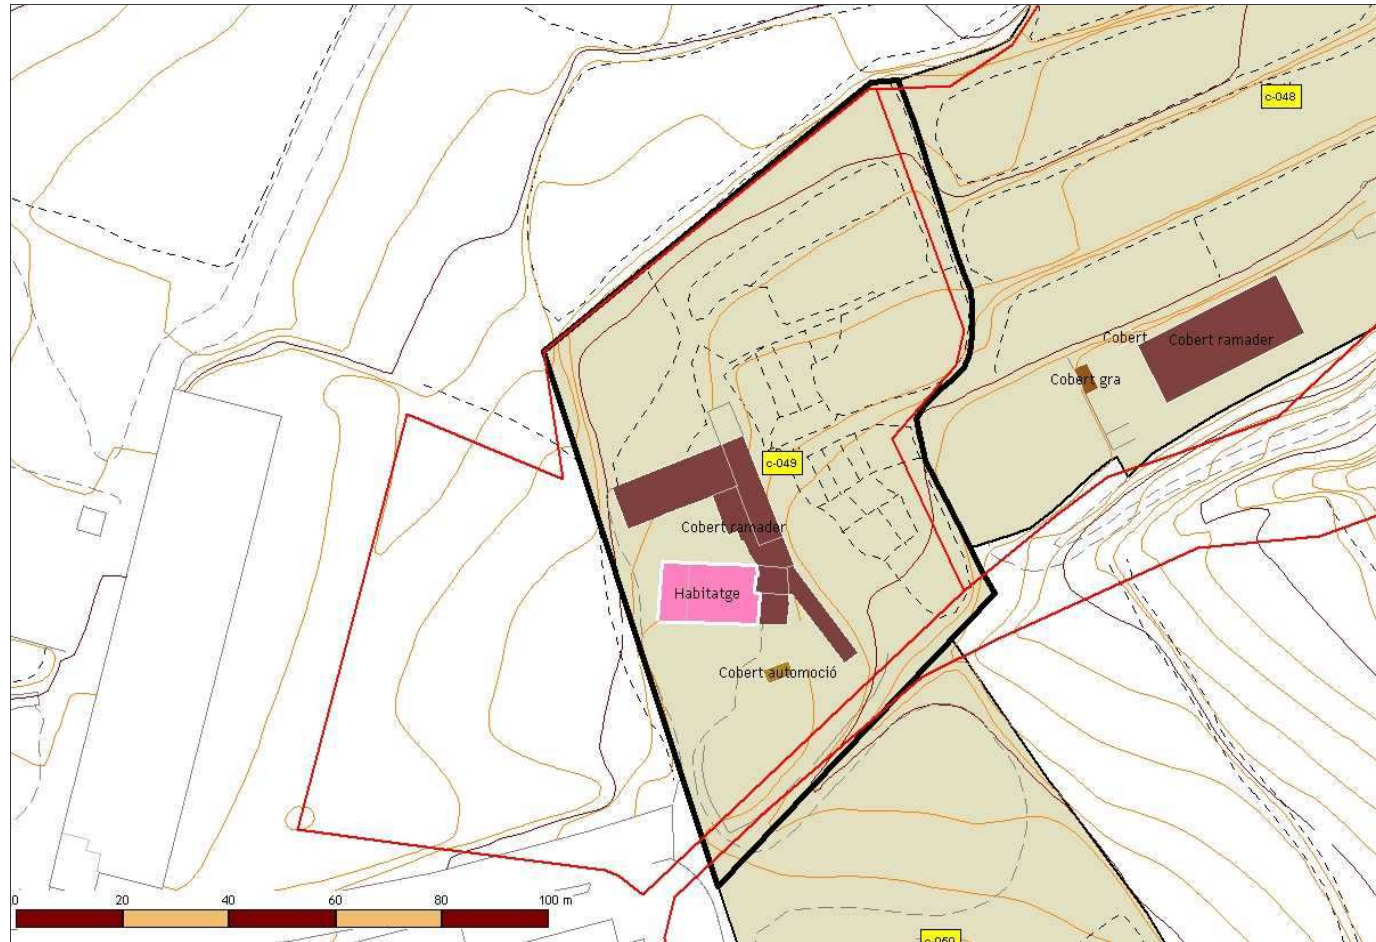 c-048
Cobert
Cobert ramader
Cobert gra
c-049
Cobert ramader
Habitatge
Cobert automoció
0 20 40 60 80 100 m